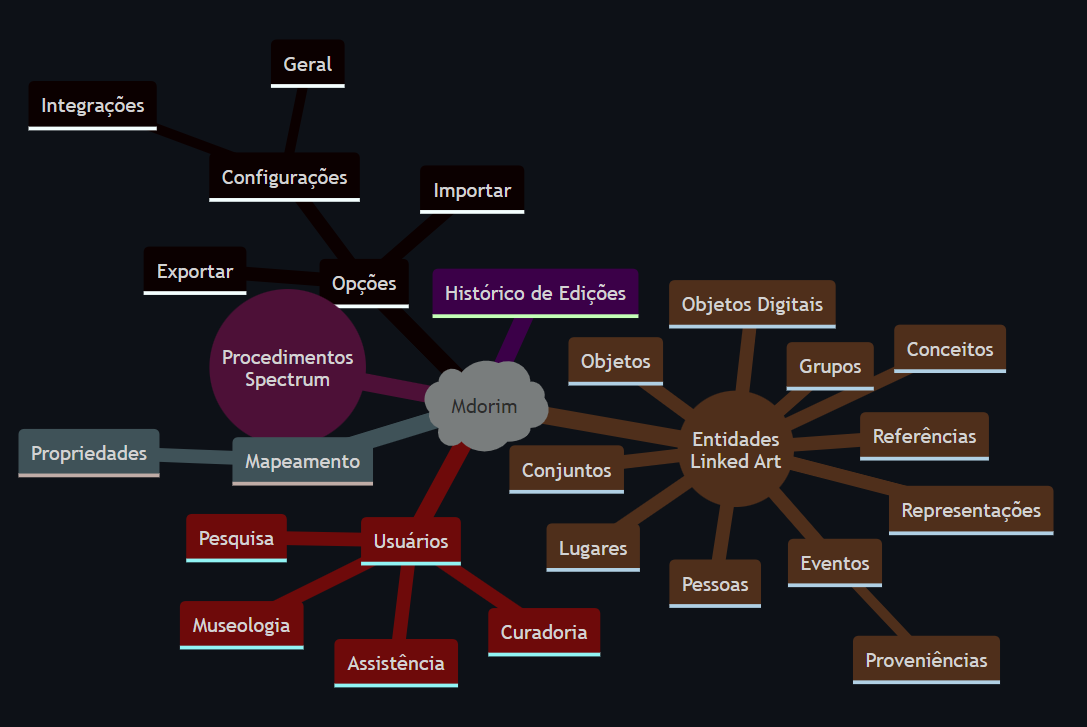 Geral
Integrações
Configurações
Importar
Exportar
Opções
Histórico de Edições
Procedimentos
Spectrum
Mdorim
Mapeamento
Propriedades
Objetos Digitais
Objetos
Grupos
Conceitos
Entidades
Linked Art
Referências
Conjuntos
Representações
Lugares
Pessoas
Eventos
Proveniências
Usuários
Pesquisa
Museologia
Assistência
Curadoria